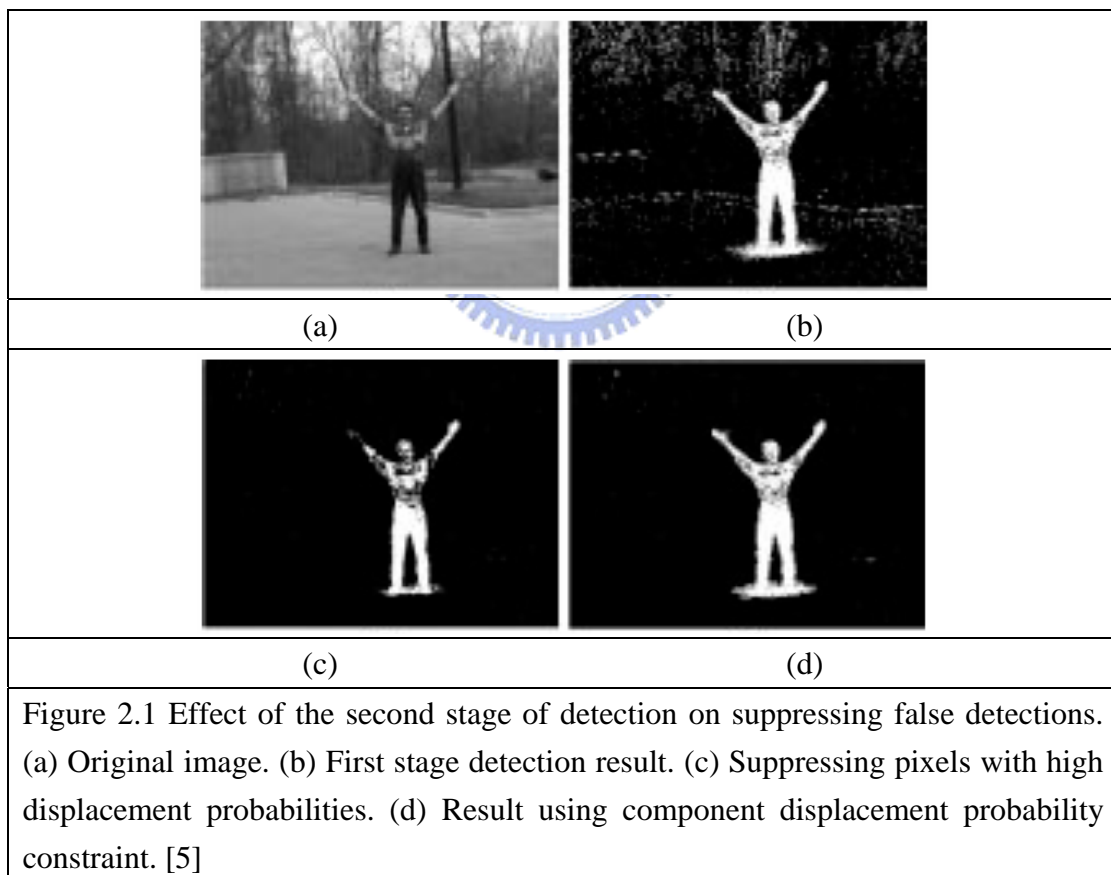 (a)
(b)
(c)
(d)
Figure 2.1 Effect of the second stage of detection on suppressing false detections.
(a) Original image. (b) First stage detection result. (c) Suppressing pixels with high
displacement probabilities. (d) Result using component displacement probability
constraint. [5]